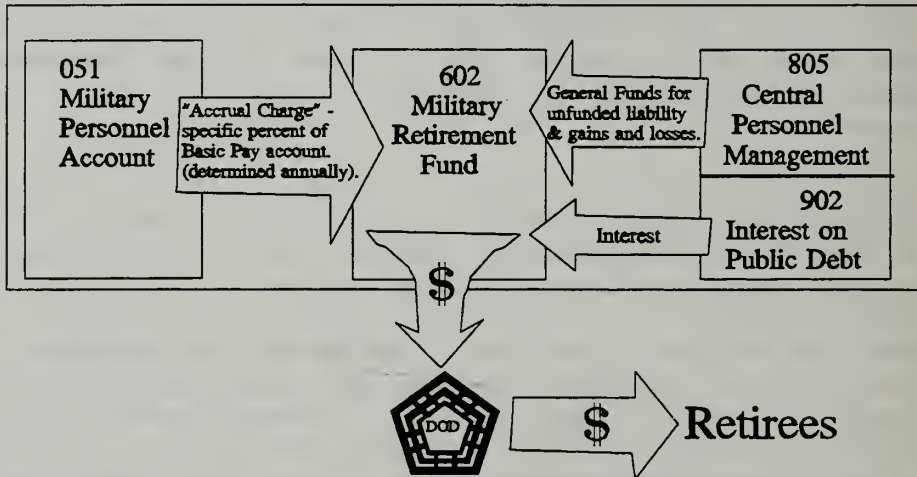 051
Military
Personnel
Account
"Accrual Charge" -
specific percent of
Basic Pay account.
(determined annually).
602
Military
Retirement
Fund
General Funds for
unfunded liability
& gains and losses.
805
Central
Personnel
Management
902
Interest on
Public Debt
Interest
$
DOD
$
Retirees